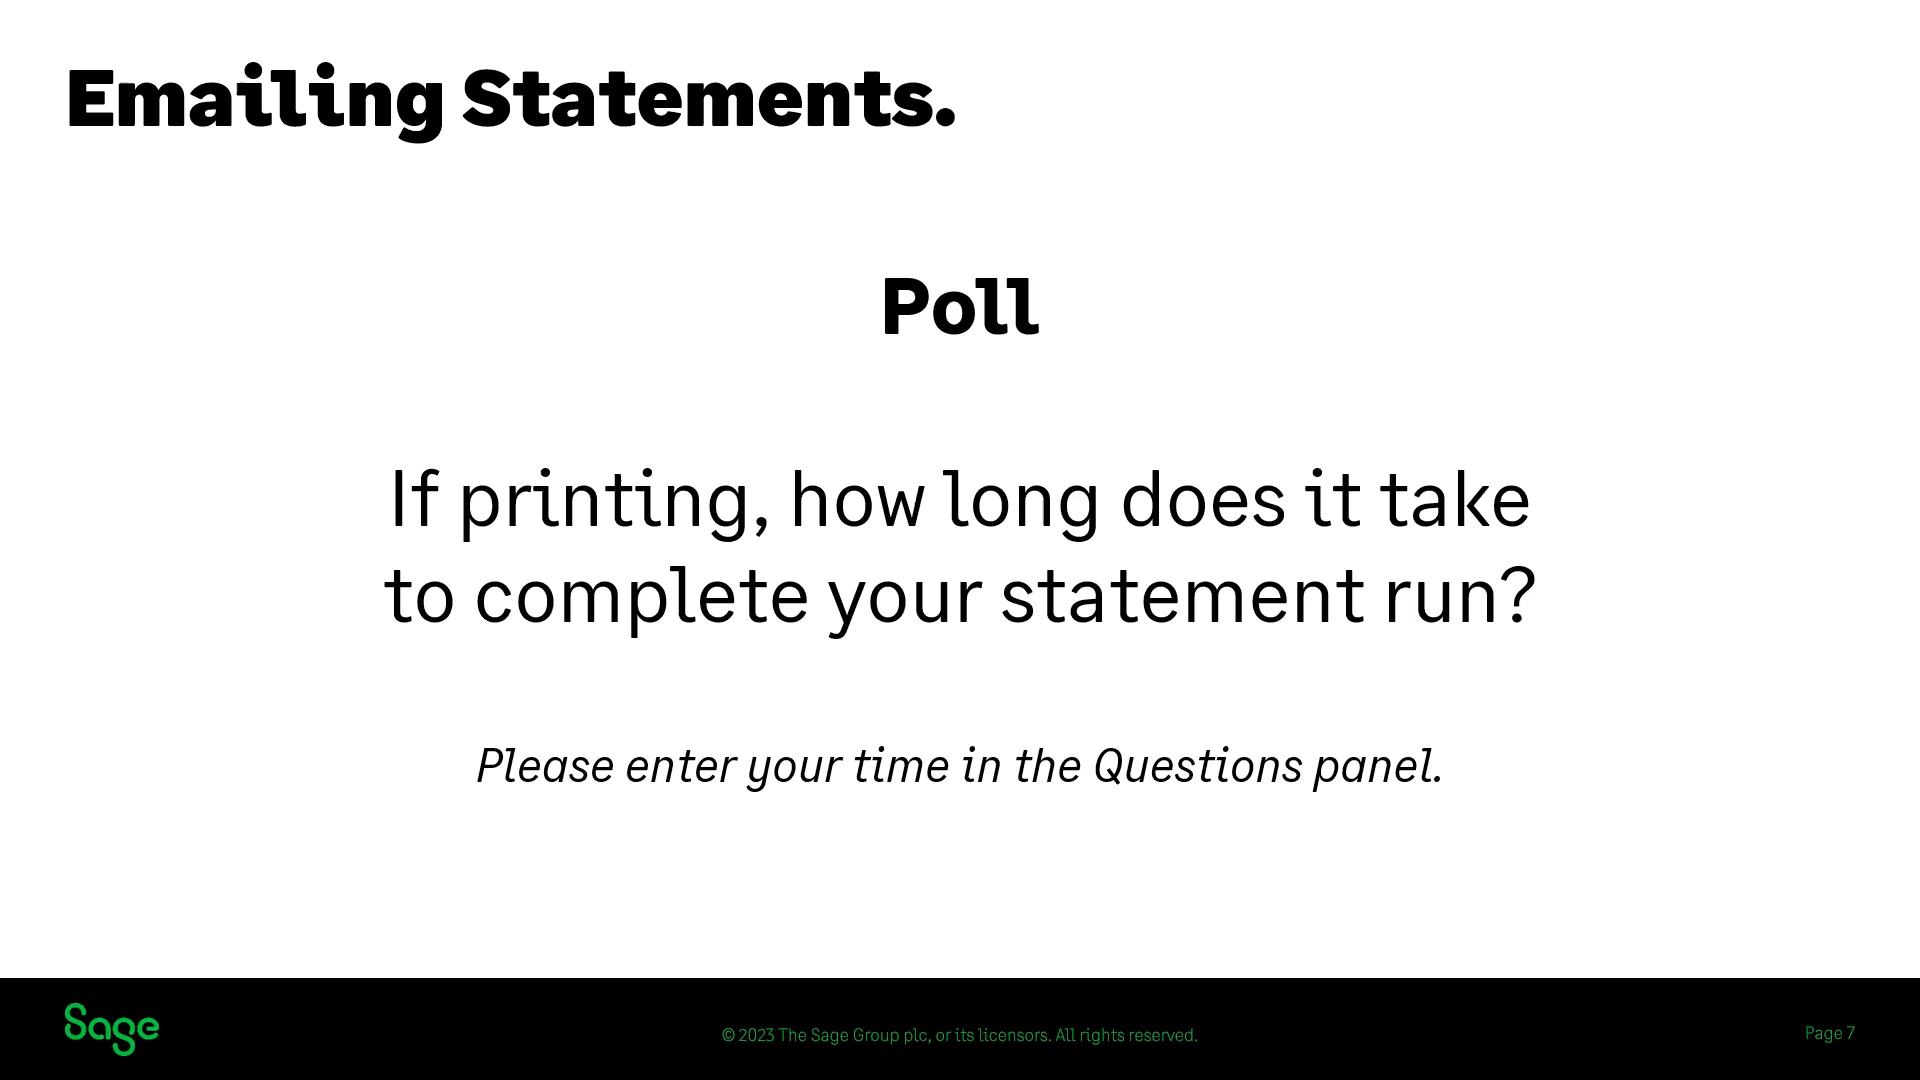 Emailing Statements.
Poll
If printing, how long does it take
to complete your statement run?
Please enter your time in the Questions panel.
Sage
© 2023 The Sage Group plc, or its licensors. All rights reserved.
Page 7